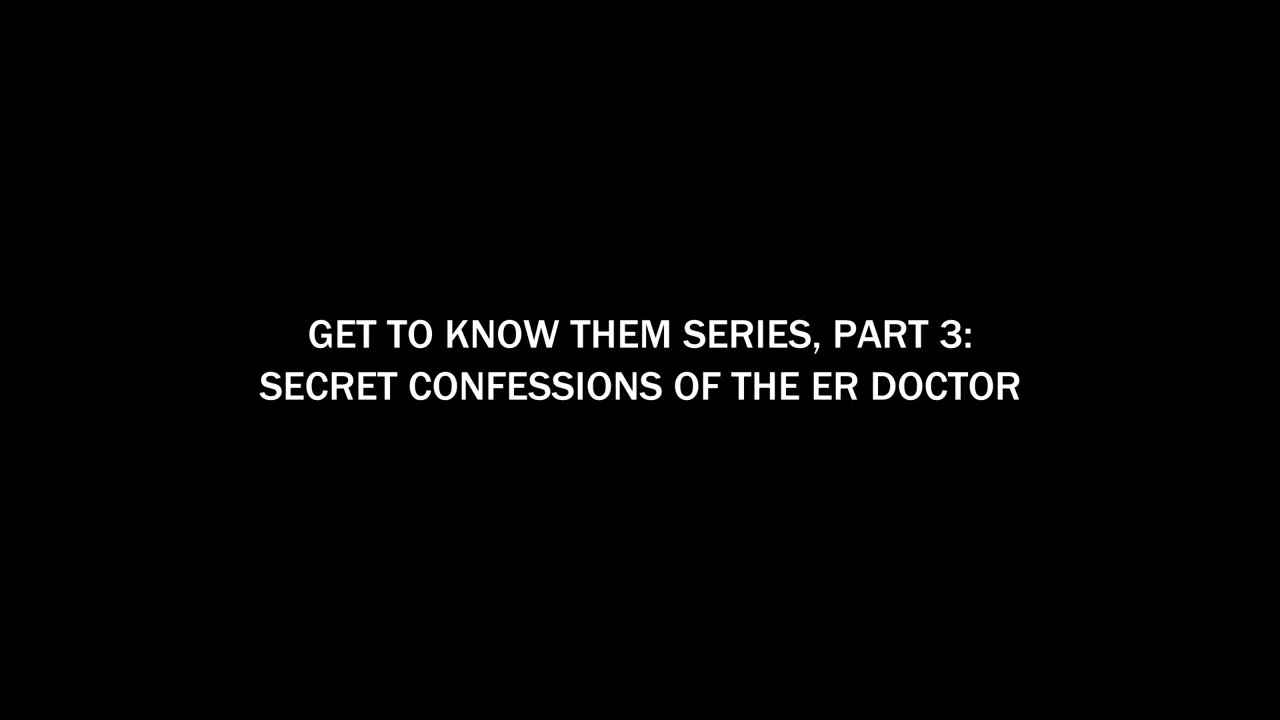 GET TO KNOW THEM SERIES, PART 3:
SECRET CONFESSIONS OF THE ER DOCTOR